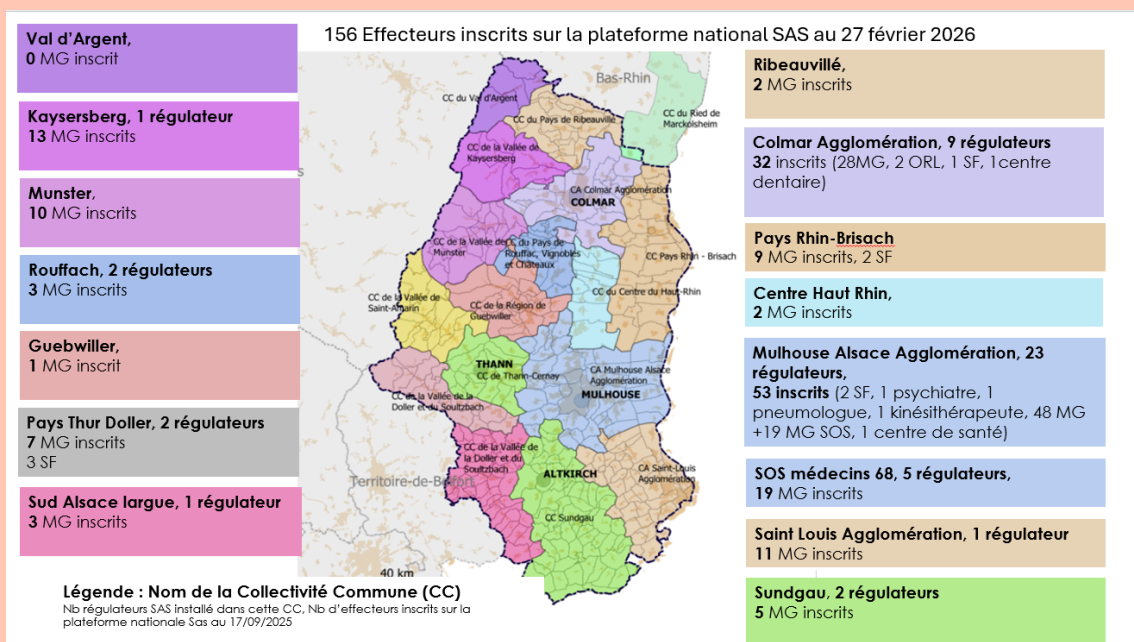 156 Effecteurs inscrits sur la plateforme national SAS au 27 février 2026
Val d'Argent,
0 MG inscrit
Kaysersberg, 1 régulateur
13 MG inscrits
Munster,
10 MG inscrits
Rouffach, 2 régulateurs
3 MG inscrits
Guebwiller,
1 MG inscrit
Pays Thur Doller, 2 régulateurs
7 MG inscrits
3 SF
Sud Alsace largue, 1 régulateur
3 MG inscrits
Bas-Rhin
CC du Val d'Argent
CC du Pays de Ribeauville
CC du Ried de
Marckolsheim
CC de la Vallée de
Kaysersberg
CA Colmar Agglomération
COLMAR
CC de la Vallée de
Munster
CC du Pays de
Rouffac, Vignobles
et Châteaux
CC Pays Rhin - Brisach
CC de la Vallée de
Saint-Amarin
CC de la Région de
Guebwiller
CC du Centre du Haut-Rhin
THANN
CC de Thann-Cernay
CA Mulhouse Alsace
Agglomération
MULHOUSE
CC de la Vallée de la
Doller et du Soultzbach
CC de la Vallée de
la Doller et du
Soultzbach
ALTKIRCH
CA Saint-Louis
Agglomération
Territoire-de-Belfort
CC Sundgau
40 km
Ribeauvillé,
2 MG inscrits
Colmar Agglomération, 9 régulateurs
32 inscrits (28MG, 2 ORL, 1 SF, 1centre
dentaire)
Pays Rhin-Brisach
9 MG inscrits, 2 SF
Centre Haut Rhin,
2 MG inscrits
Mulhouse Alsace Agglomération, 23
régulateurs,
53 inscrits (2 SF, 1 psychiatre, 1
pneumologue, 1 kinésithérapeute, 48 MG
+19 MG SOS, 1 centre de santé)
SOS médecins 68, 5 régulateurs,
19 MG inscrits
Saint Louis Agglomération, 1 régulateur
11 MG inscrits
Sundgau, 2 régulateurs
5 MG inscrits
Légende : Nom de la Collectivité Commune (CC)
Nb régulateurs SAS installé dans cette CC, Nb d'effecteurs inscrits sur la
plateforme nationale Sas au 17/09/2025